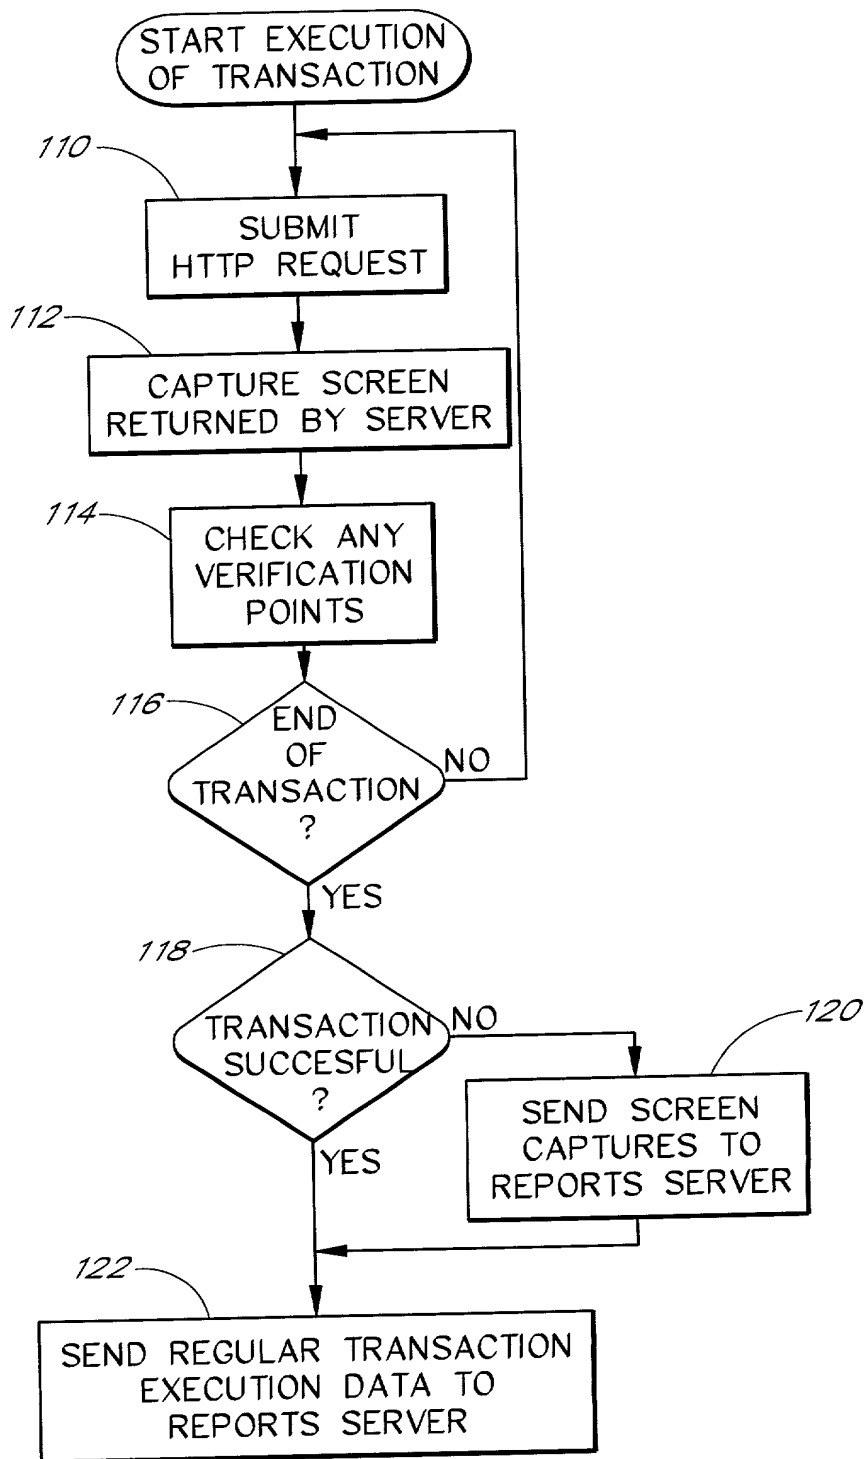 START EXECUTION
OF TRANSACTION
110
SUBMIT
HTTP REQUEST
112
CAPTURE SCREEN
RETURNED BY SERVER
114
CHECK ANY
VERIFICATION
POINTS
116
END
OF
TRANSACTION
?
NO
YES
118
TRANSACTION
SUCCESFUL
?
NO
YES
120
SEND SCREEN
CAPTURES TO
REPORTS SERVER
122
SEND REGULAR TRANSACTION
EXECUTION DATA TO
REPORTS SERVER